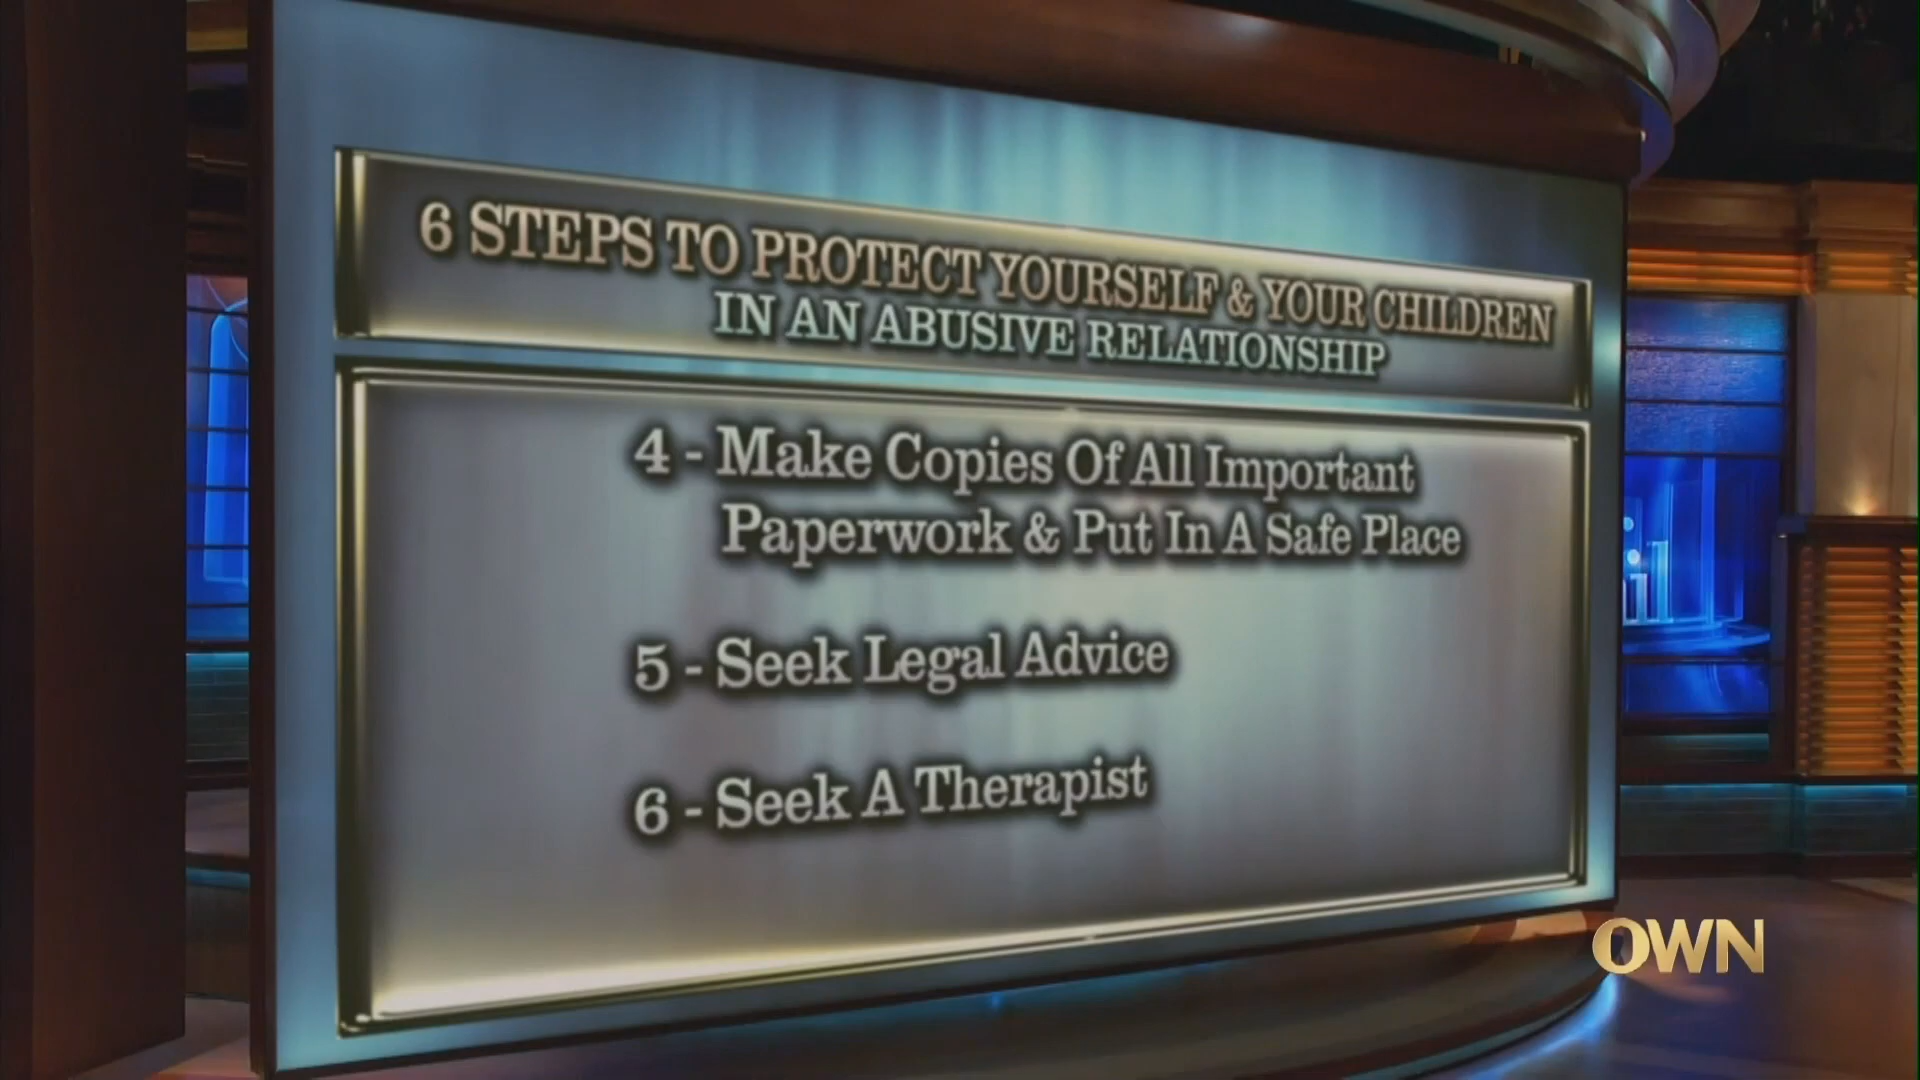 6 STEPS TO PROTECT YOURSELF & YOUR CHILDREN
IN AN ABUSIVE RELATIONSHIP
4 - Make Copies Of All Important
Paperwork & Put In A Safe Place
5 - Seek Legal Advice
6 - Seek A Therapist
OWN